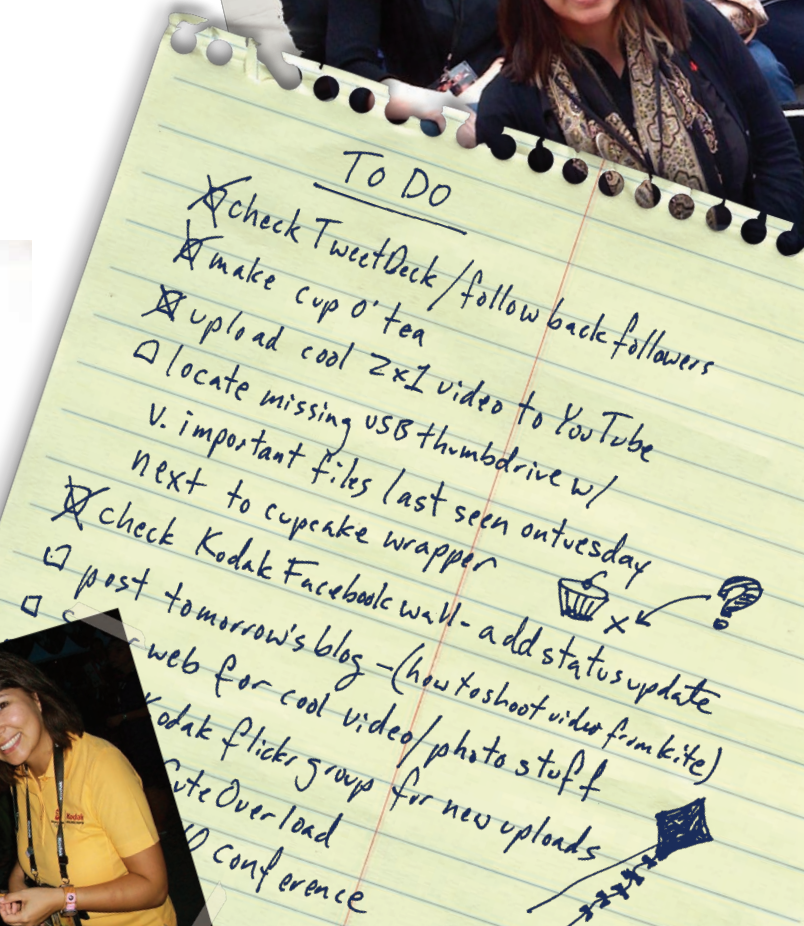 To Do
check TweetDeck/follow back followers
make cup o' tea
upload cool 2x1 video to YouTube
locate missing USB thumbdrive w/
v. important files last seen on tuesday
next to cupcake wrapper
check Kodak Facebook wall - add status update
post tomorrow's blog - (how to shoot video from kite)
web for cool video/photo stuff
Kodak flickr group for new uploads
Cute Overload
conference
Kodak